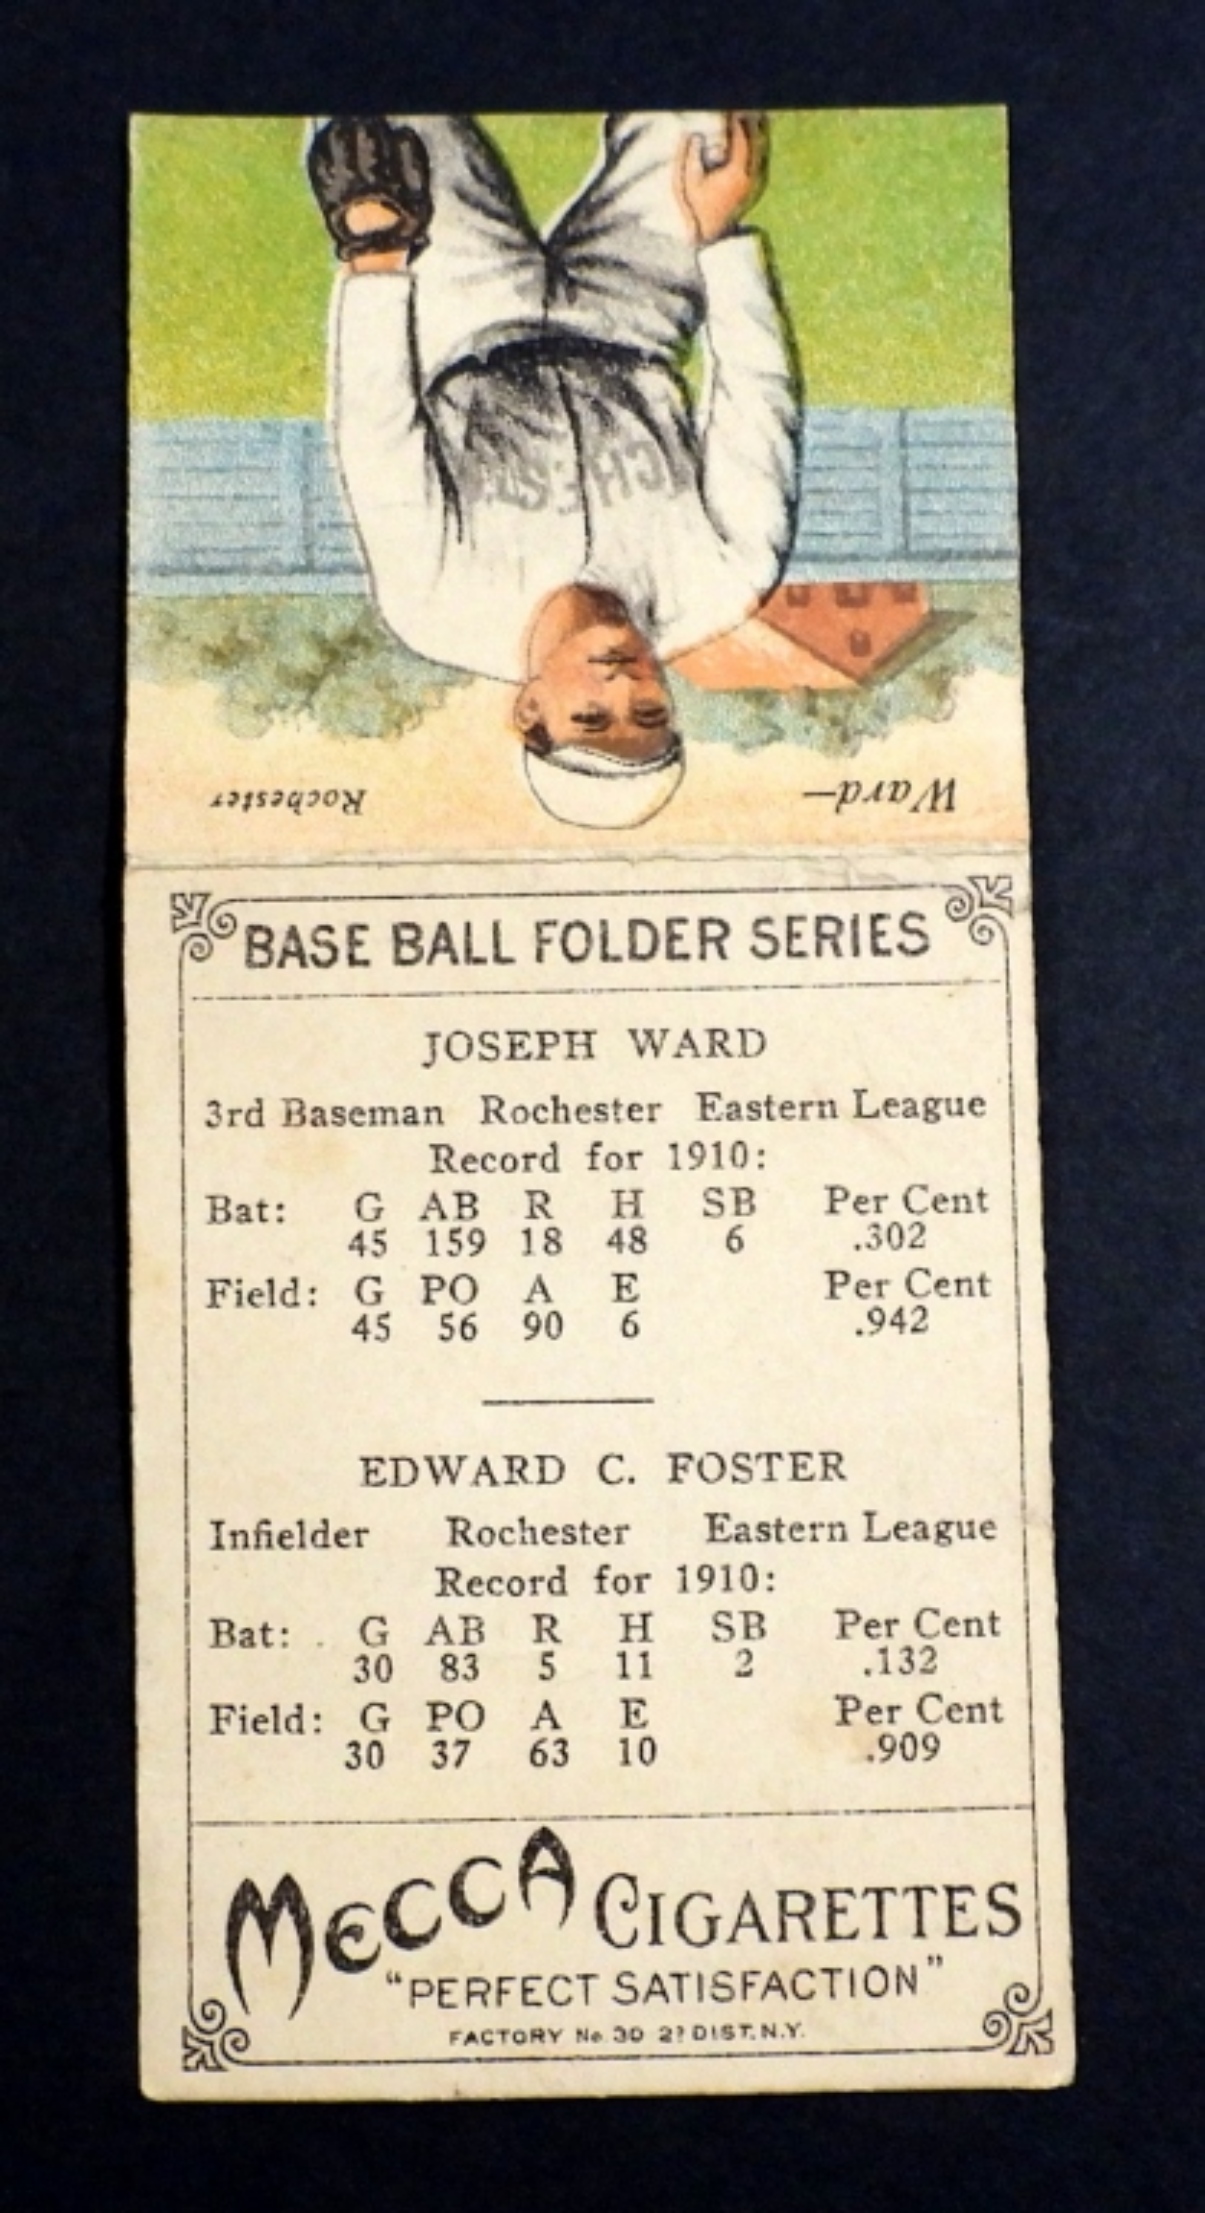 Ward— Rochester
BASE BALL FOLDER SERIES
JOSEPH WARD
3rd Baseman Rochester Eastern League
Record for 1910:
Bat: G AB R H SB Per Cent
45 159 18 48 6 .302
Field: G PO A E Per Cent
45 56 90 6 .942
EDWARD C. FOSTER
Infielder Rochester Eastern League
Record for 1910:
Bat: G AB R H SB Per Cent
30 83 5 11 2 .132
Field: G PO A E Per Cent
30 37 63 10 .909
MECCA CIGARETTES
"PERFECT SATISFACTION"
FACTORY No. 30 2? DIST. N.Y.